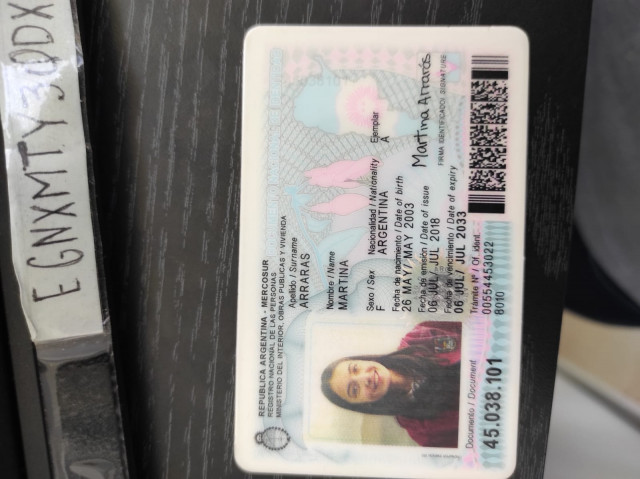 EGNXMTY30DX
REPUBLICA ARGENTINA - MERCOSUR
REGISTRO NACIONAL DE LAS PERSONAS
MINISTERIO DEL INTERIOR, OBRAS PUBLICAS Y VIVIENDA
Apellido / Surname
ARRARÁS
Nombre / Name
MARTINA
Sexo / Sex Nacionalidad / Nationality Ejemplar
F ARGENTINA A
Fecha de nacimiento / Date of birth
26 MAY/ MAY 2003
Fecha de emisión / Date of issue
06 JUL/ JUL 2018
Fecha de vencimiento / Date of expiry
06 JUL/ JUL 2033
Martina Arrarás
FIRMA IDENTIFICADO/ SIGNATURE
Documento / Document
45.038.101
Trámite Nº / Of. ident.
00554453022
8010